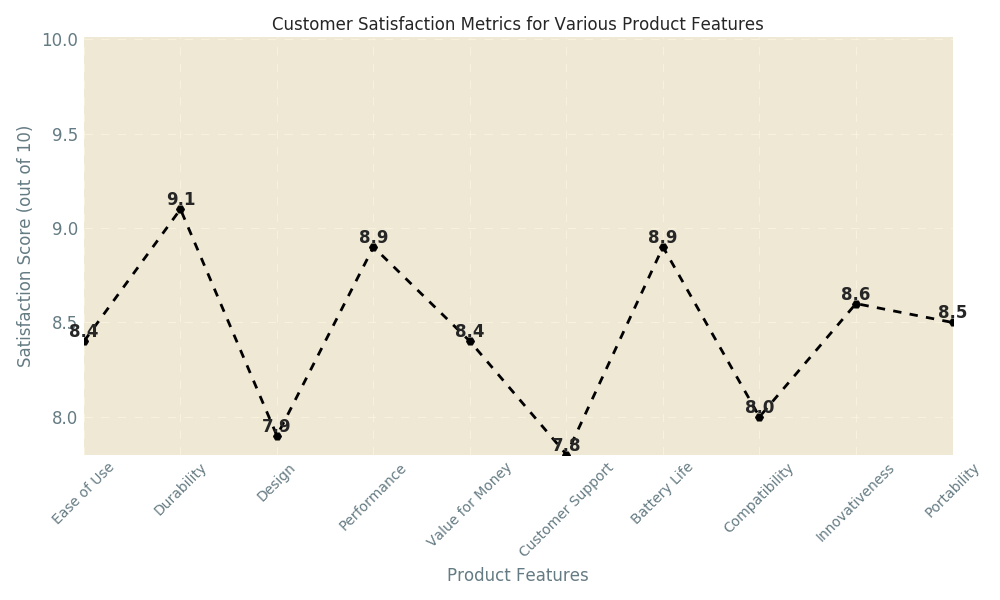 Customer Satisfaction Metrics for Various Product Features
Satisfaction Score (out of 10)
10.0
9.5
9.0
8.5
8.0
8.4
9.1
7.9
8.9
8.4
7.8
8.9
8.0
8.6
8.5
Ease of Use
Durability
Design
Performance
Value for Money
Customer Support
Battery Life
Compatibility
Innovativeness
Portability
Product Features